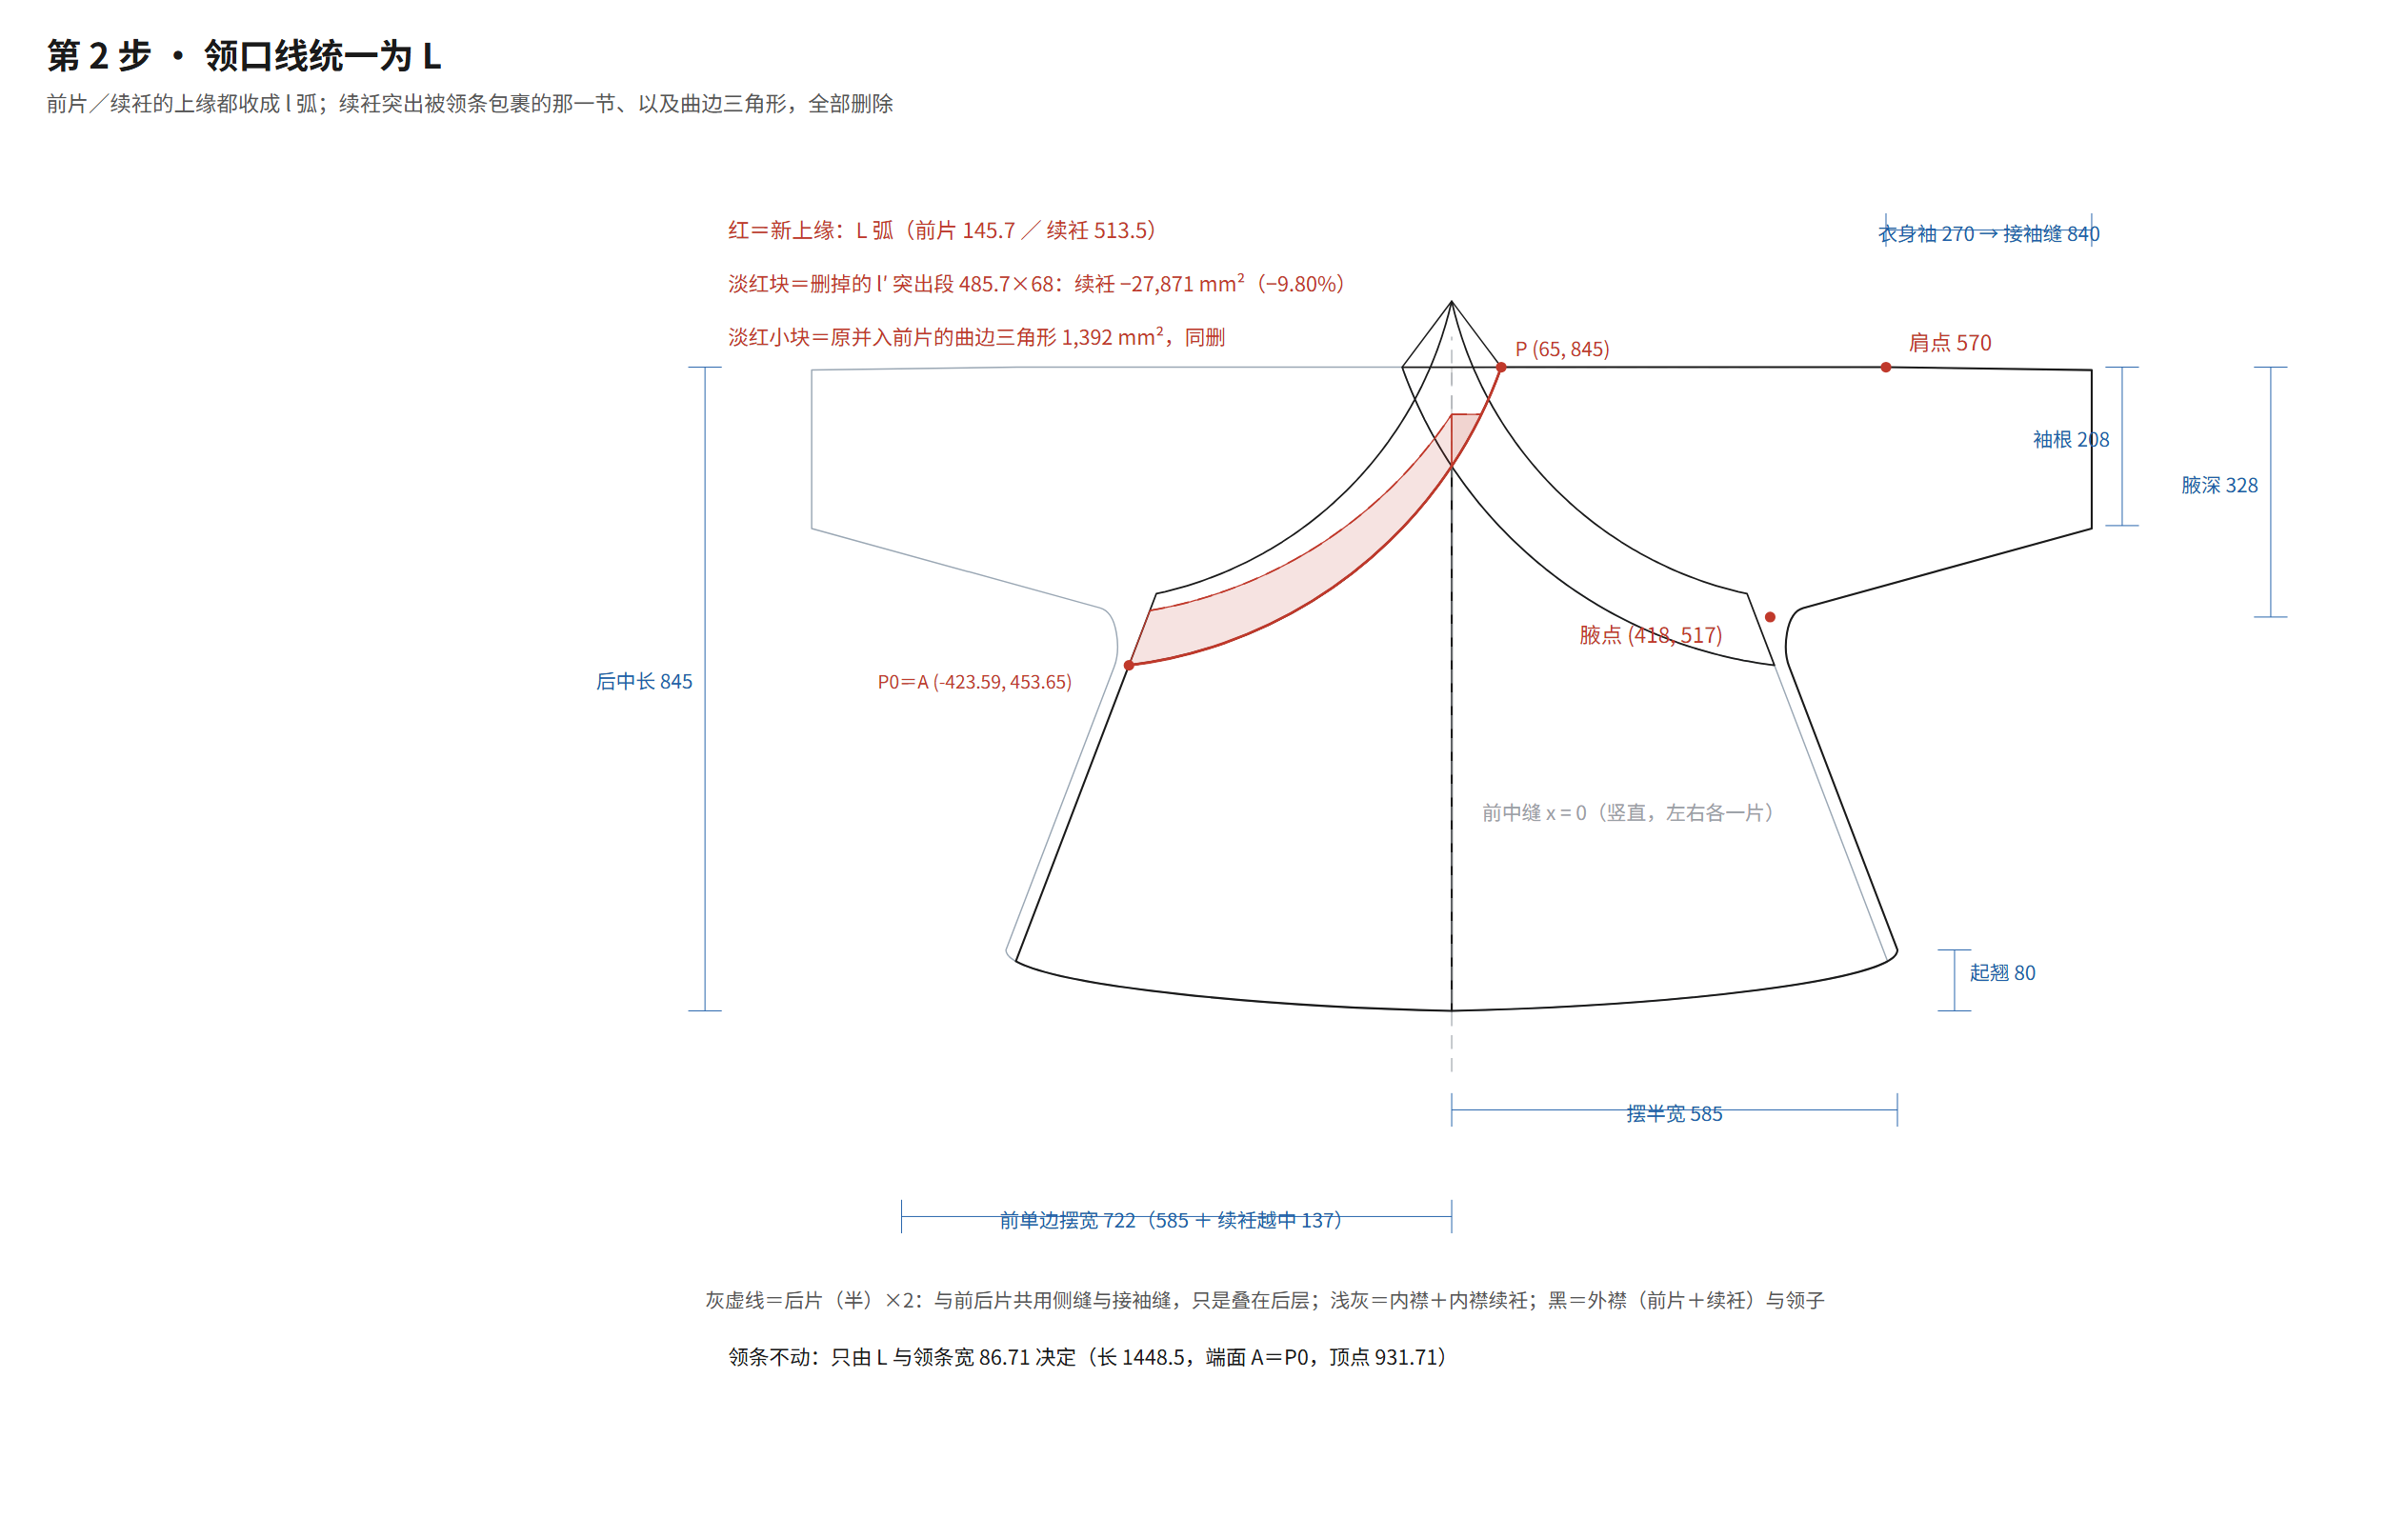 第 2 步 · 领口线统一为 L
前片／续衽的上缘都收成 l 弧；续衽突出被领条包裹的那一节、以及曲边三角形，全部删除
红＝新上缘：L 弧（前片 145.7 ／ 续衽 513.5）
衣身袖 270 → 接袖缝 840
淡红块＝删掉的 l′ 突出段 485.7×68：续衽 −27,871 mm²（−9.80%）
淡红小块＝原并入前片的曲边三角形 1,392 mm²，同删
P (65, 845)
肩点 570
袖根 208
腋深 328
腋点 (418, 517)
后中长 845
P0＝A (-423.59, 453.65)
前中缝 x = 0（竖直，左右各一片）
起翘 80
摆半宽 585
前单边摆宽 722（585 ＋ 续衽越中 137）
灰虚线＝后片（半）×2：与前后片共用侧缝与接袖缝，只是叠在后层；浅灰＝内襟＋内襟续衽；黑＝外襟（前片＋续衽）与领子
领条不动：只由 L 与领条宽 86.71 决定（长 1448.5，端面 A＝P0，顶点 931.71）